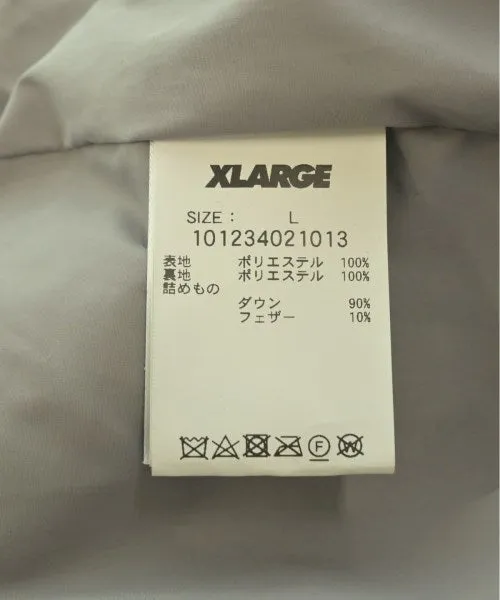 XLARGE
SIZE : L
101234021013
表地 ポリエステル 100%
裏地 ポリエステル 100%
詰めもの
ダウン 90%
フェザー 10%
F
W